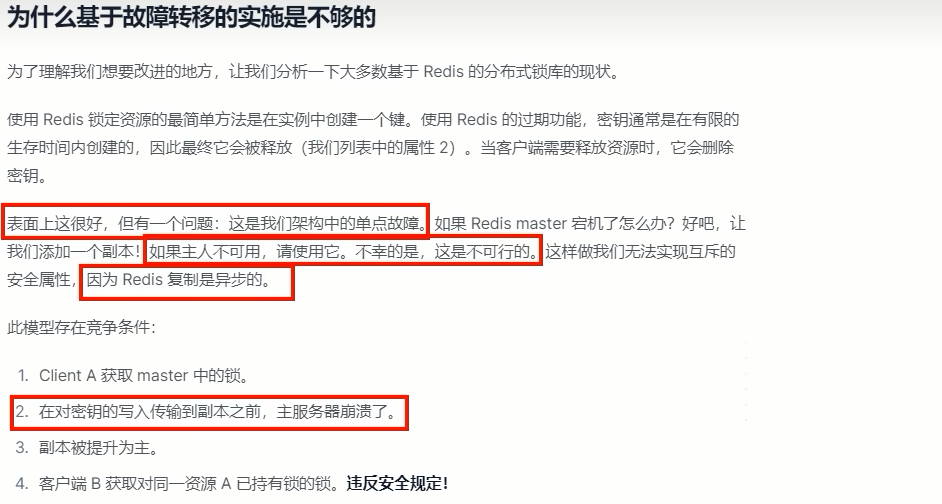 为什么基于故障转移的实施是不够的
为了理解我们想要改进的地方，让我们分析一下大多数基于 Redis 的分布式锁库的现状。
使用 Redis 锁定资源的最简单方法是在实例中创建一个键。使用 Redis 的过期功能，密钥通常是在有限的
生存时间内创建的，因此最终它会被释放（我们列表中的属性 2）。当客户端需要释放资源时，它会删除
密钥。
表面上这很好，但有一个问题：这是我们架构中的单点故障。如果 Redis master 宕机了怎么办？好吧，让
我们添加一个副本！如果主人不可用，请使用它。不幸的是，这是不可行的。这样做我们无法实现互斥的
安全属性，因为 Redis 复制是异步的。
此模型存在竞争条件：
1. Client A 获取 master 中的锁。
2. 在对密钥的写入传输到副本之前，主服务器崩溃了。
3. 副本被提升为主。
4. 客户端 B 获取对同一资源 A 已持有锁的锁。违反安全规定！